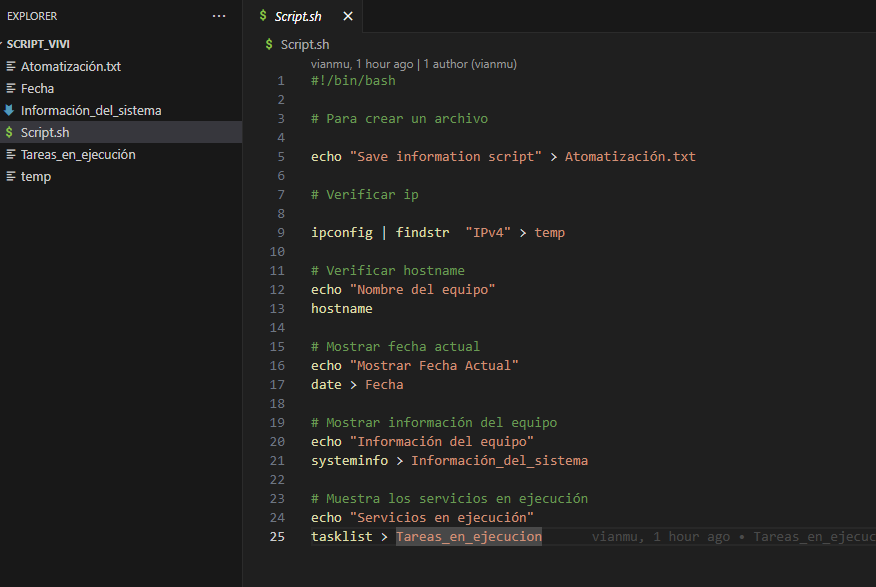 EXPLORER
SCRIPT_VIVI
Atomatización.txt
Fecha
Información_del_sistema
$ Script.sh
Tareas_en_ejecución
temp
$ Script.sh
$ Script.sh
vianmu, 1 hour ago | 1 author (vianmu)
1 #!/bin/bash
2
3 # Para crear un archivo
4
5 echo "Save information script" > Atomatización.txt
6
7 # Verificar ip
8
9 ipconfig | findstr  "IPv4" > temp
10
11 # Verificar hostname
12 echo "Nombre del equipo"
13 hostname
14
15 # Mostrar fecha actual
16 echo "Mostrar Fecha Actual"
17 date > Fecha
18
19 # Mostrar información del equipo
20 echo "Información del equipo"
21 systeminfo > Información_del_sistema
22
23 # Muestra los servicios en ejecución
24 echo "Servicios en ejecución"
25 tasklist > Tareas_en_ejecucion vianmu, 1 hour ago • Tareas_en_ejecuc